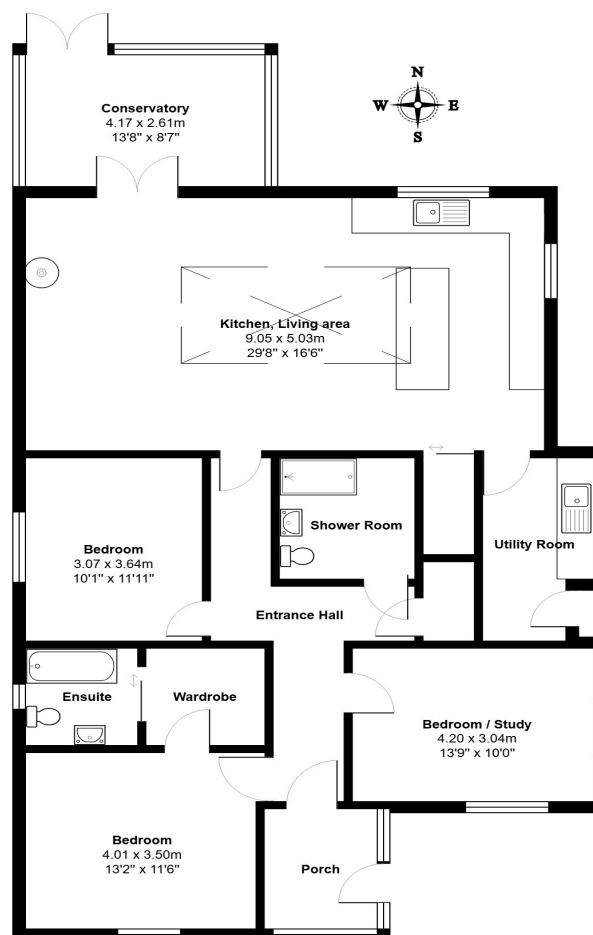 N
W E
S
Conservatory
4.17 x 2.61m
13'8" x 8'7"
Kitchen, Living area
9.05 x 5.03m
29'8" x 16'6"
Shower Room
Utility Room
Bedroom
3.07 x 3.64m
10'1" x 11'11"
Entrance Hall
Ensuite
Wardrobe
Bedroom / Study
4.20 x 3.04m
13'9" x 10'0"
Bedroom
4.01 x 3.50m
13'2" x 11'6"
Porch